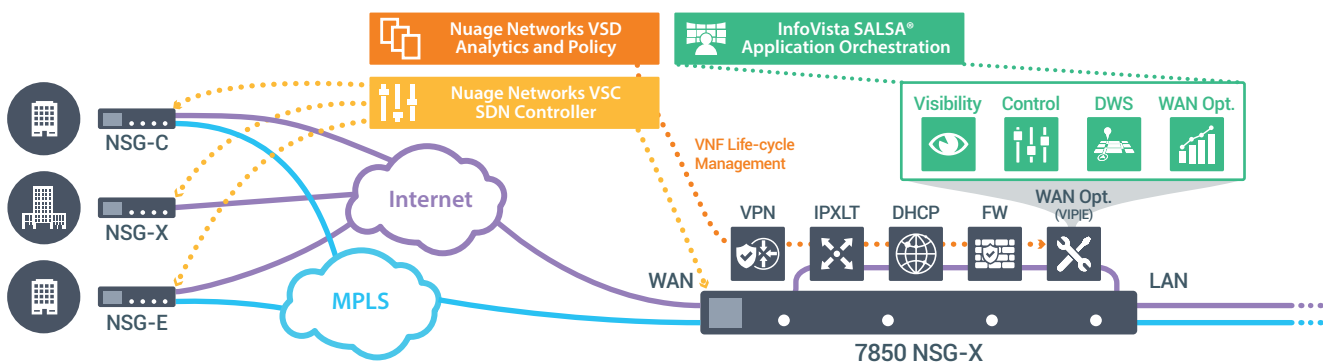 Nuage Networks VSD
Analytics and Policy
InfoVista SALSA®
Application Orchestration
Nuage Networks VSC
SDN Controller
Visibility
Control
DWS
WAN Opt.
NSG-C
VNF Life-cycle
Management
Internet
WAN Opt.
(VIP|E)
VPN
IPXLT
DHCP
FW
NSG-X
WAN
LAN
MPLS
NSG-E
7850 NSG-X